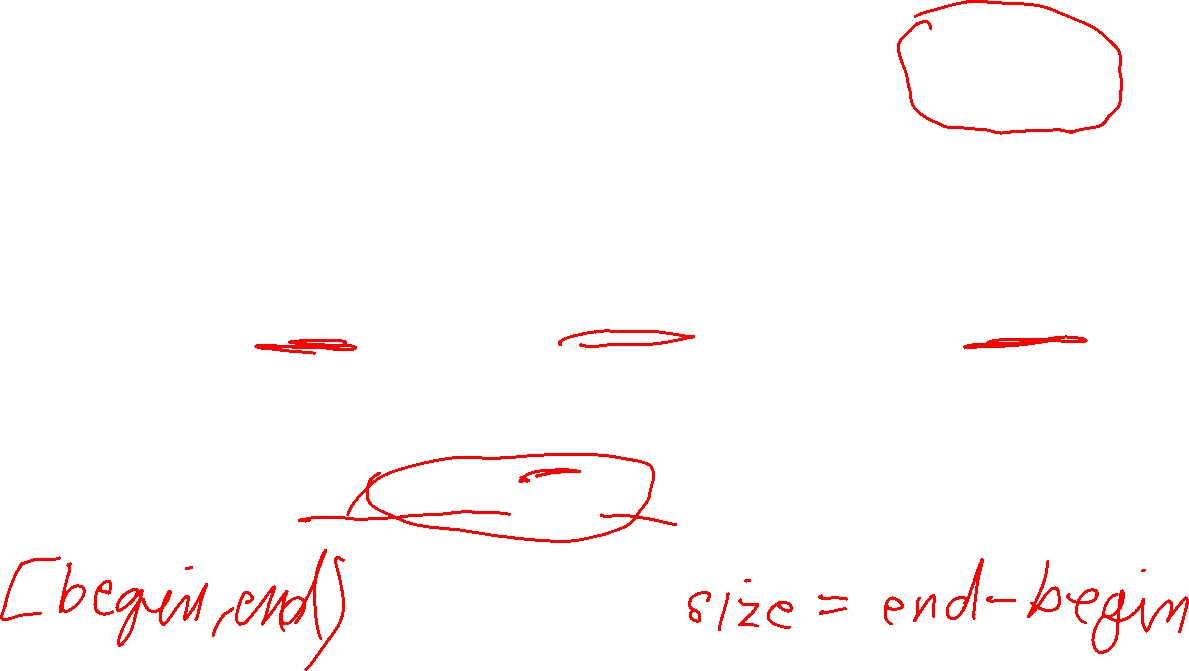 [begin, end)
size = end-begin